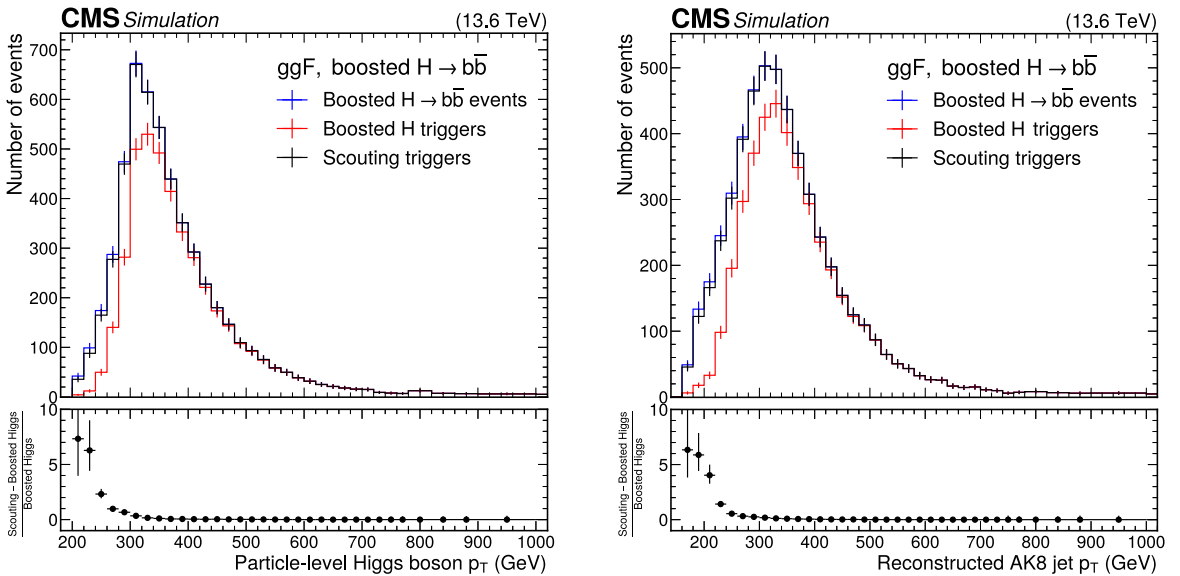 CMS Simulation (13.6 TeV)
Number of events
ggF, boosted H → bb̅
Boosted H → bb̅ events
Boosted H triggers
Scouting triggers
700
600
500
400
300
200
100
0
Scouting − Boosted Higgs
Boosted Higgs
10
5
0
200 300 400 500 600 700 800 900 1000
Particle-level Higgs boson pT (GeV)
CMS Simulation (13.6 TeV)
Number of events
ggF, boosted H → bb̅
Boosted H → bb̅ events
Boosted H triggers
Scouting triggers
500
400
300
200
100
0
Scouting − Boosted Higgs
Boosted Higgs
10
5
0
200 300 400 500 600 700 800 900 1000
Reconstructed AK8 jet pT (GeV)